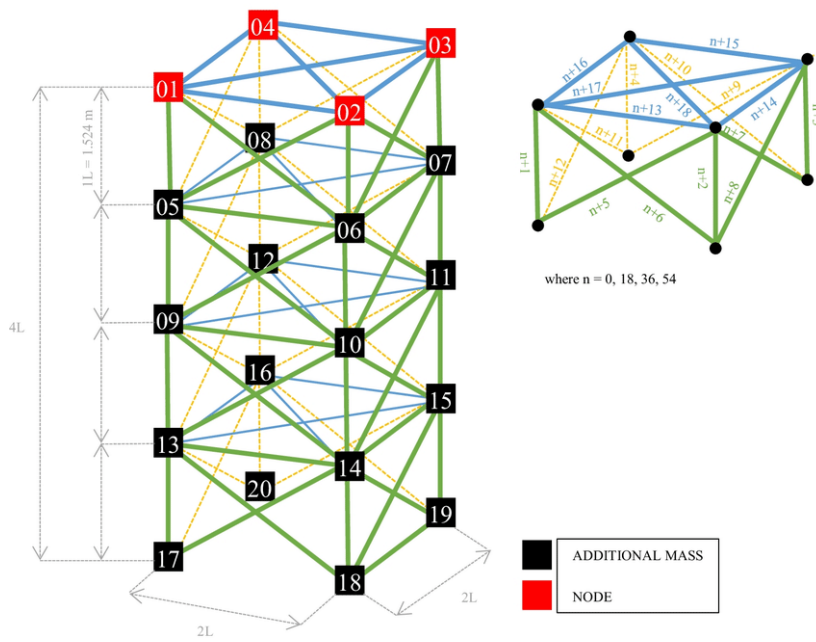 04
03
01
02
08
07
05
06
12
11
09
10
16
15
13
14
20
19
17
18
1L = 1.524 m
4L
2L
2L
n+15
n+16
n+4
n+10
n+9
n+17
n+13
n+18
n+14
n+7
n+11
n+12
n+1
n+2
n+8
n+5
n+6
where n = 0, 18, 36, 54
ADDITIONAL MASS
NODE